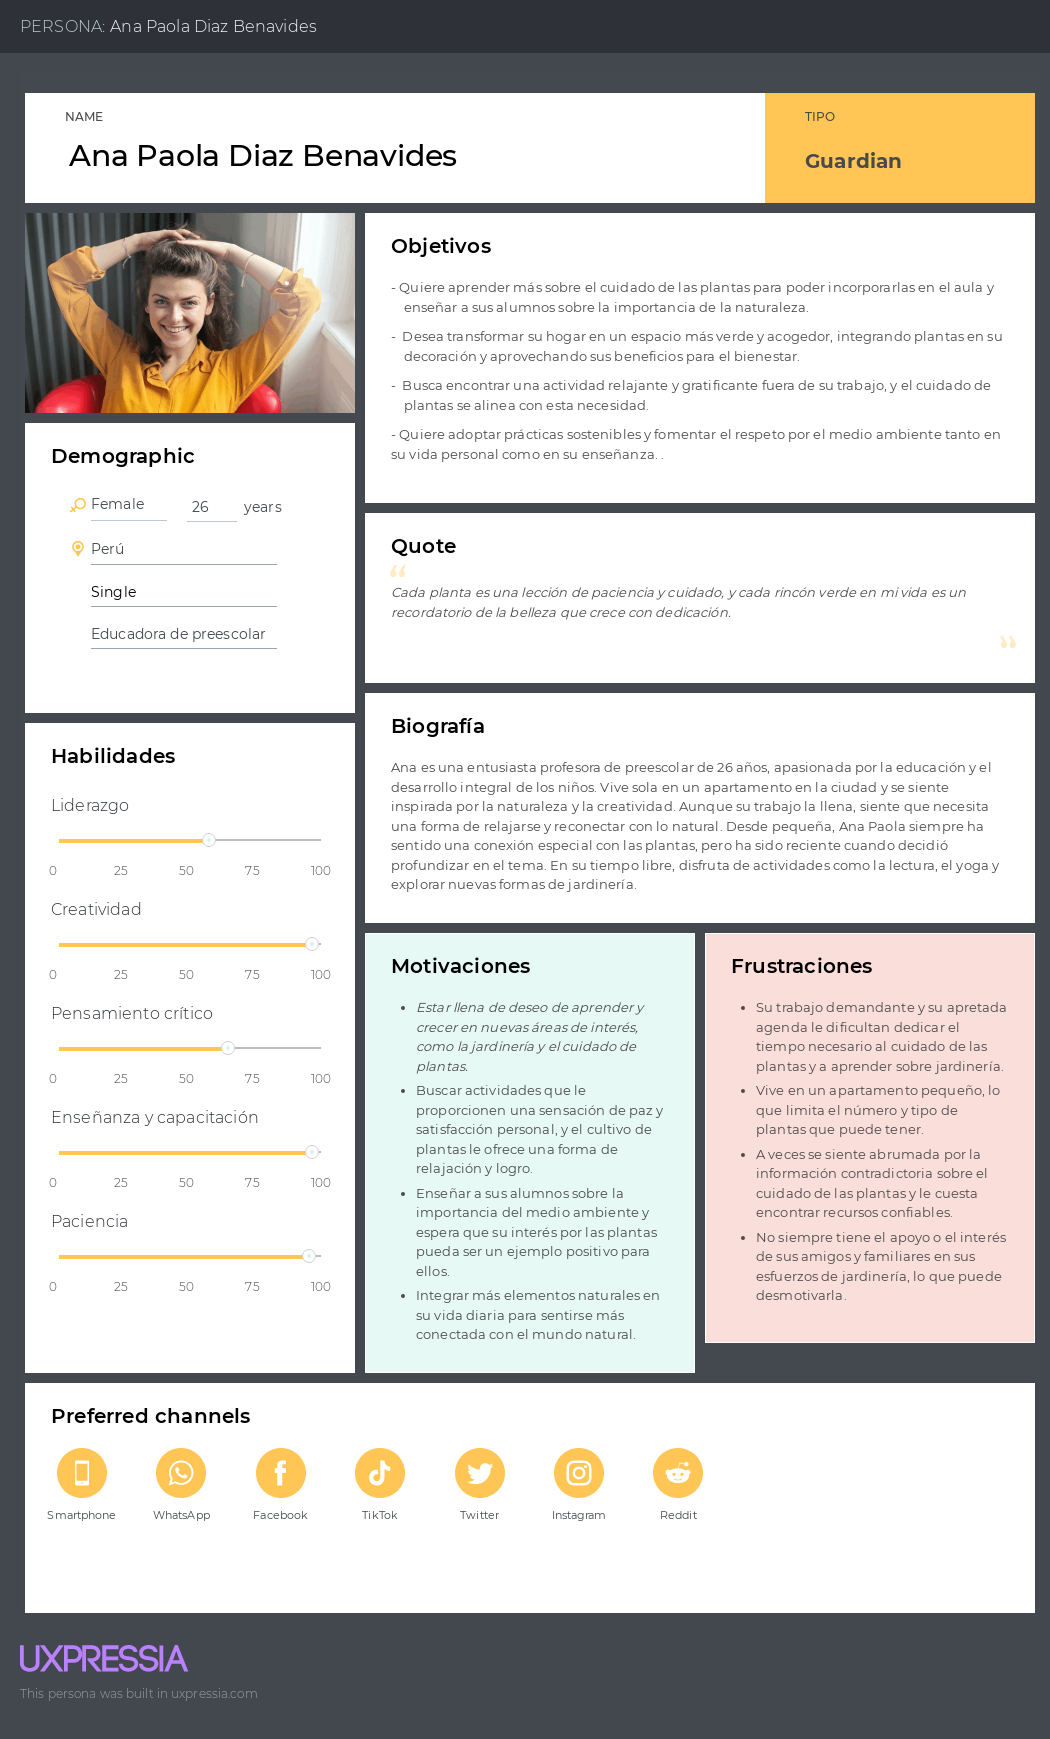 PERSONA: Ana Paola Diaz Benavides
NAME
Ana Paola Diaz Benavides
TIPO
Guardian
Objetivos
- Quiere aprender más sobre el cuidado de las plantas para poder incorporarlas en el aula y
enseñar a sus alumnos sobre la importancia de la naturaleza.
- Desea transformar su hogar en un espacio más verde y acogedor, integrando plantas en su
decoración y aprovechando sus beneficios para el bienestar.
- Busca encontrar una actividad relajante y gratificante fuera de su trabajo, y el cuidado de
plantas se alinea con esta necesidad.
- Quiere adoptar prácticas sostenibles y fomentar el respeto por el medio ambiente tanto en
su vida personal como en su enseñanza. .
Demographic
Female 26 years
Perú
Single
Educadora de preescolar
Quote
“
Cada planta es una lección de paciencia y cuidado, y cada rincón verde en mi vida es un
recordatorio de la belleza que crece con dedicación.
”
Biografía
Ana es una entusiasta profesora de preescolar de 26 años, apasionada por la educación y el
desarrollo integral de los niños. Vive sola en un apartamento en la ciudad y se siente
inspirada por la naturaleza y la creatividad. Aunque su trabajo la llena, siente que necesita
una forma de relajarse y reconectar con lo natural. Desde pequeña, Ana Paola siempre ha
sentido una conexión especial con las plantas, pero ha sido reciente cuando decidió
profundizar en el tema. En su tiempo libre, disfruta de actividades como la lectura, el yoga y
explorar nuevas formas de jardinería.
Habilidades
Liderazgo
0 25 50 75 100
Creatividad
0 25 50 75 100
Pensamiento crítico
0 25 50 75 100
Enseñanza y capacitación
0 25 50 75 100
Paciencia
0 25 50 75 100
Motivaciones
• Estar llena de deseo de aprender y
crecer en nuevas áreas de interés,
como la jardinería y el cuidado de
plantas.
• Buscar actividades que le
proporcionen una sensación de paz y
satisfacción personal, y el cultivo de
plantas le ofrece una forma de
relajación y logro.
• Enseñar a sus alumnos sobre la
importancia del medio ambiente y
espera que su interés por las plantas
pueda ser un ejemplo positivo para
ellos.
• Integrar más elementos naturales en
su vida diaria para sentirse más
conectada con el mundo natural.
Frustraciones
• Su trabajo demandante y su apretada
agenda le dificultan dedicar el
tiempo necesario al cuidado de las
plantas y a aprender sobre jardinería.
• Vive en un apartamento pequeño, lo
que limita el número y tipo de
plantas que puede tener.
• A veces se siente abrumada por la
información contradictoria sobre el
cuidado de las plantas y le cuesta
encontrar recursos confiables.
• No siempre tiene el apoyo o el interés
de sus amigos y familiares en sus
esfuerzos de jardinería, lo que puede
desmotivarla.
Preferred channels
Smartphone WhatsApp Facebook TikTok Twitter Instagram Reddit
UXPRESSIA
This persona was built in uxpressia.com